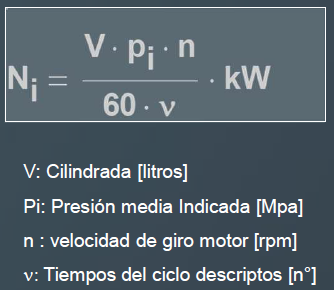 Nᵢ = V · pᵢ · n / 60 · ν · kW
V: Cilindrada [litros]
Pi: Presión media Indicada [Mpa]
n : velocidad de giro motor [rpm]
ν: Tiempos del ciclo descriptos [n°]